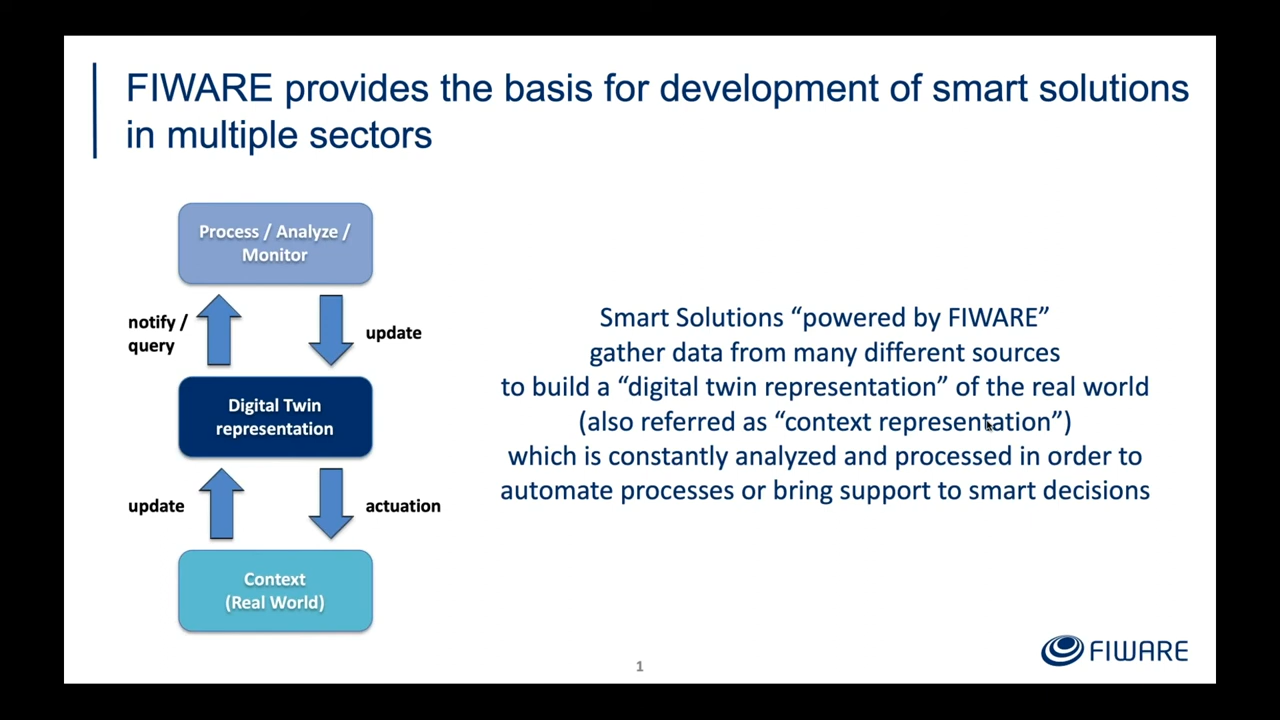 FIWARE provides the basis for development of smart solutions
in multiple sectors
Process / Analyze /
Monitor
notify /
query
update
Digital Twin
representation
update
actuation
Context
(Real World)
Smart Solutions “powered by FIWARE”
gather data from many different sources
to build a “digital twin representation” of the real world
(also referred as “context representation”)
which is constantly analyzed and processed in order to
automate processes or bring support to smart decisions
1
FIWARE